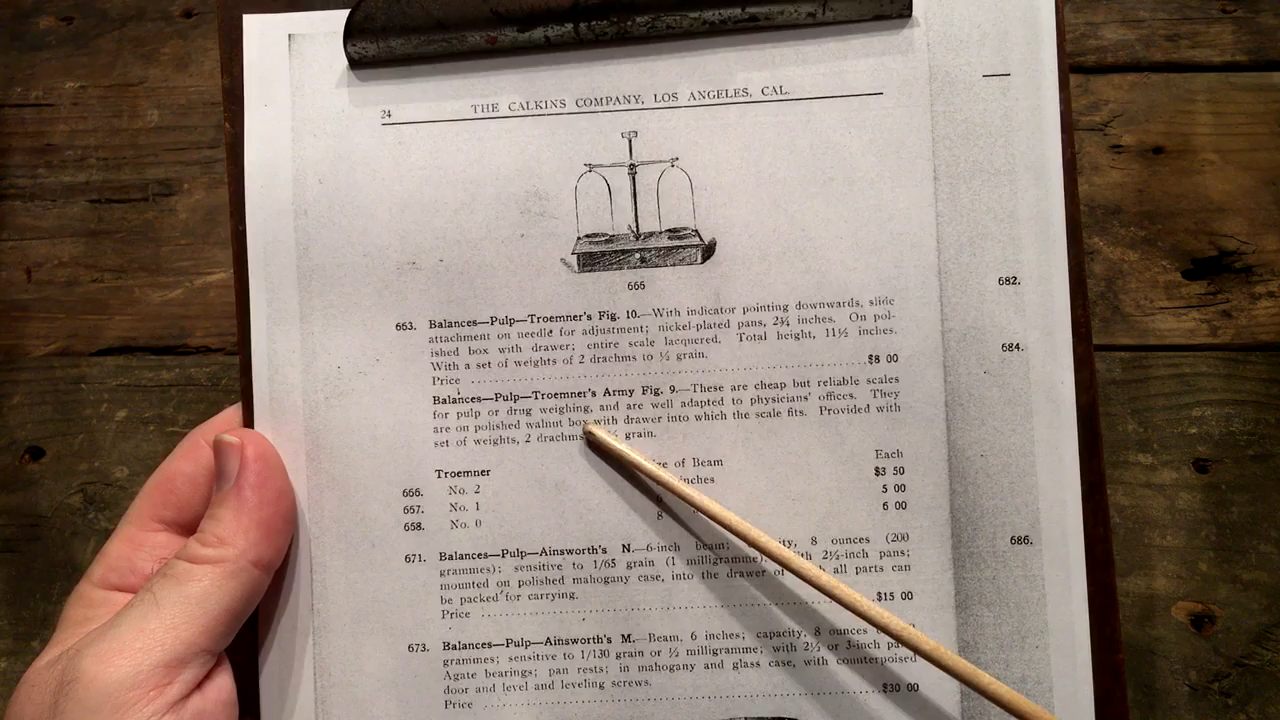 24
THE CALKINS COMPANY, LOS ANGELES, CAL.
666
663. Balances—Pulp—Troemner's Fig. 10.—With indicator pointing downwards, slide
attachment on needle for adjustment; nickel-plated pans, 2¾ inches. On pol-
ished box with drawer; entire scale lacquered. Total height, 11½ inches.
With a set of weights of 2 drachms to ½ grain.
Price ........ $8 00
Balances—Pulp—Troemner's Army Fig. 9.—These are cheap but reliable scales
for pulp or drug weighing, and are well adapted to physicians' offices. They
are on polished walnut box with drawer into which the scale fits. Provided with
set of weights, 2 drachms grain.
Troemner of Beam Each
666. No. 2 inches $3 50
657. No. 1 5 00
658. No. 0 8 6 00
671. Balances—Pulp—Ainsworth's N.—6-inch beam; 8 ounces (200
grammes); sensitive to 1/65 grain (1 milligramme). 2½-inch pans;
mounted on polished mahogany case, into the drawer of all parts can
be packed for carrying.
Price ........ $15 00
673. Balances—Pulp—Ainsworth's M.—Beam, 6 inches; capacity, 8 ounces
grammes; sensitive to 1/130 grain or ½ milligramme; with 2½ or 3-inch
Agate bearings; pan rests; in mahogany and glass case, with counterpoised
door and level and leveling screws.
Price ........ $30 00
682.
684.
686.